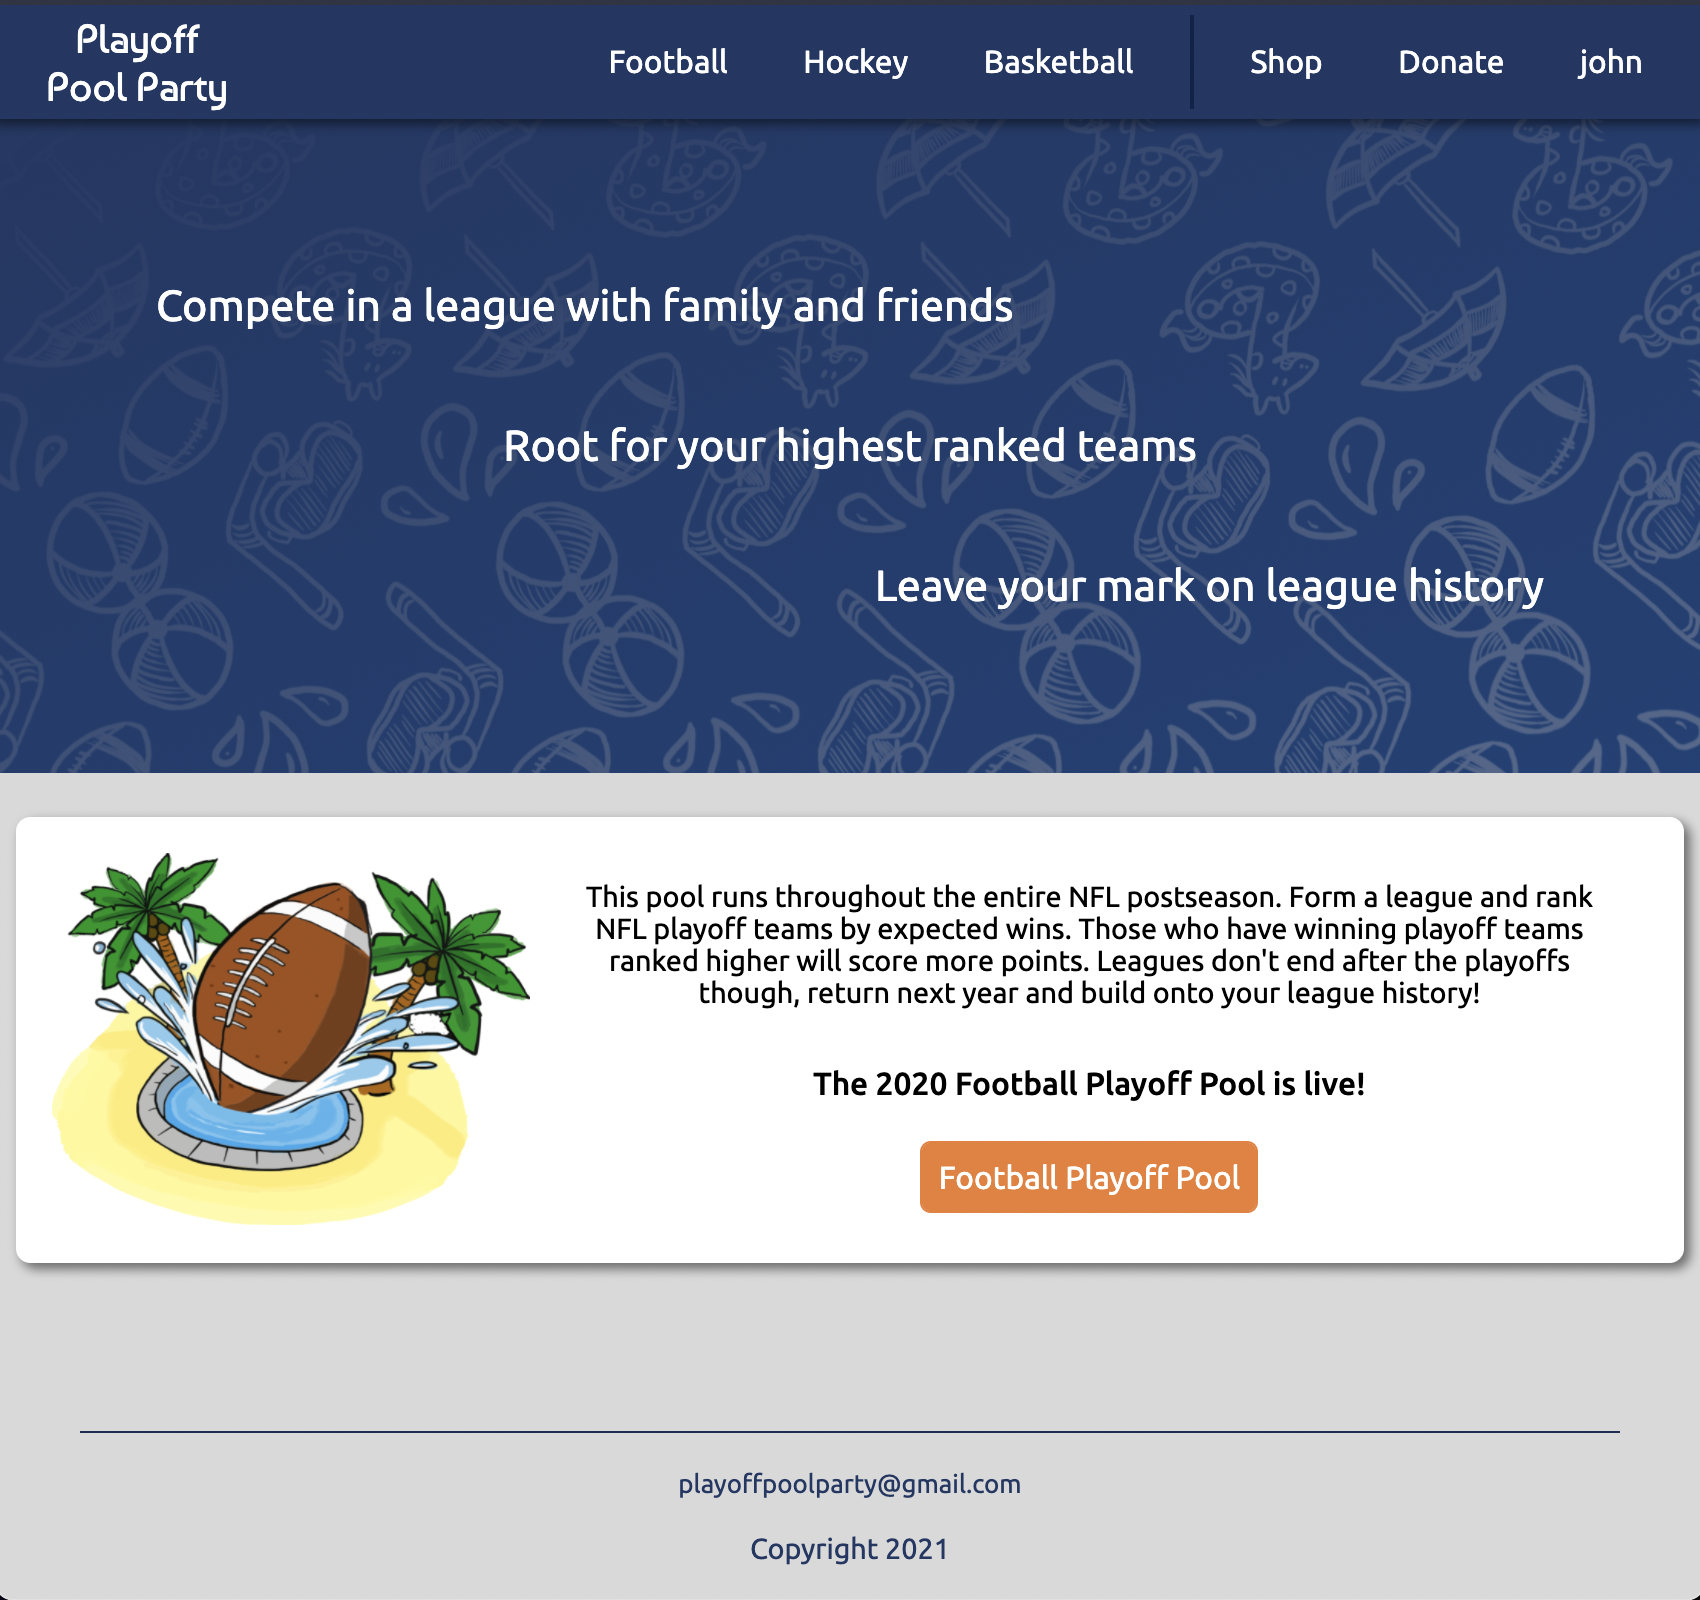 Playoff
Pool Party
Football
Hockey
Basketball
Shop
Donate
john
Compete in a league with family and friends
Root for your highest ranked teams
Leave your mark on league history
This pool runs throughout the entire NFL postseason. Form a league and rank
NFL playoff teams by expected wins. Those who have winning playoff teams
ranked higher will score more points. Leagues don't end after the playoffs
though, return next year and build onto your league history!
The 2020 Football Playoff Pool is live!
Football Playoff Pool
playoffpoolparty@gmail.com
Copyright 2021